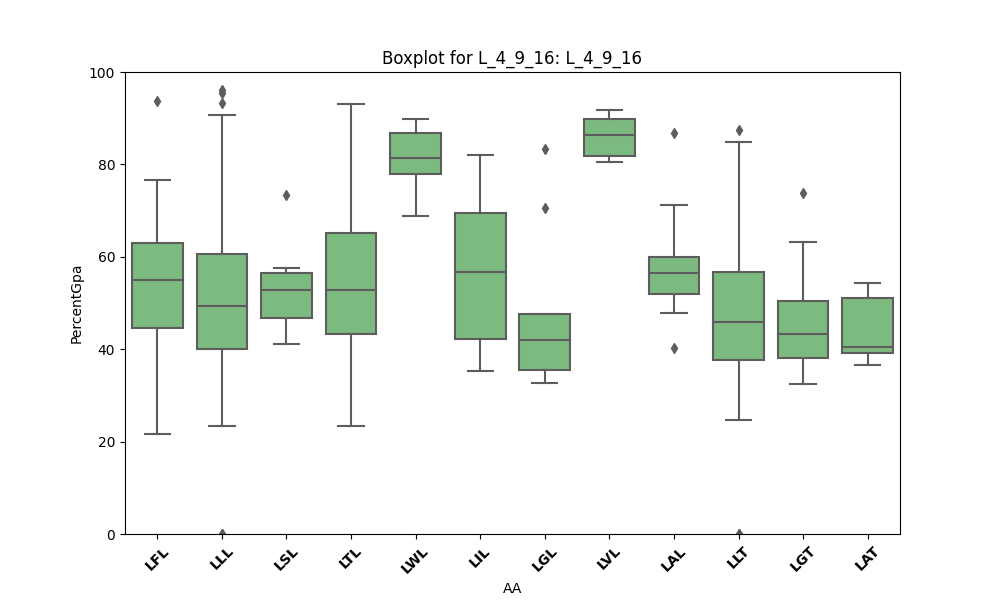 Boxplot for L_4_9_16: L_4_9_16
PercentGpa
100
80
60
40
20
0
LFL LLL LSL LTL LWL LIL LGL LVL LAL LLT LGT LAT
AA